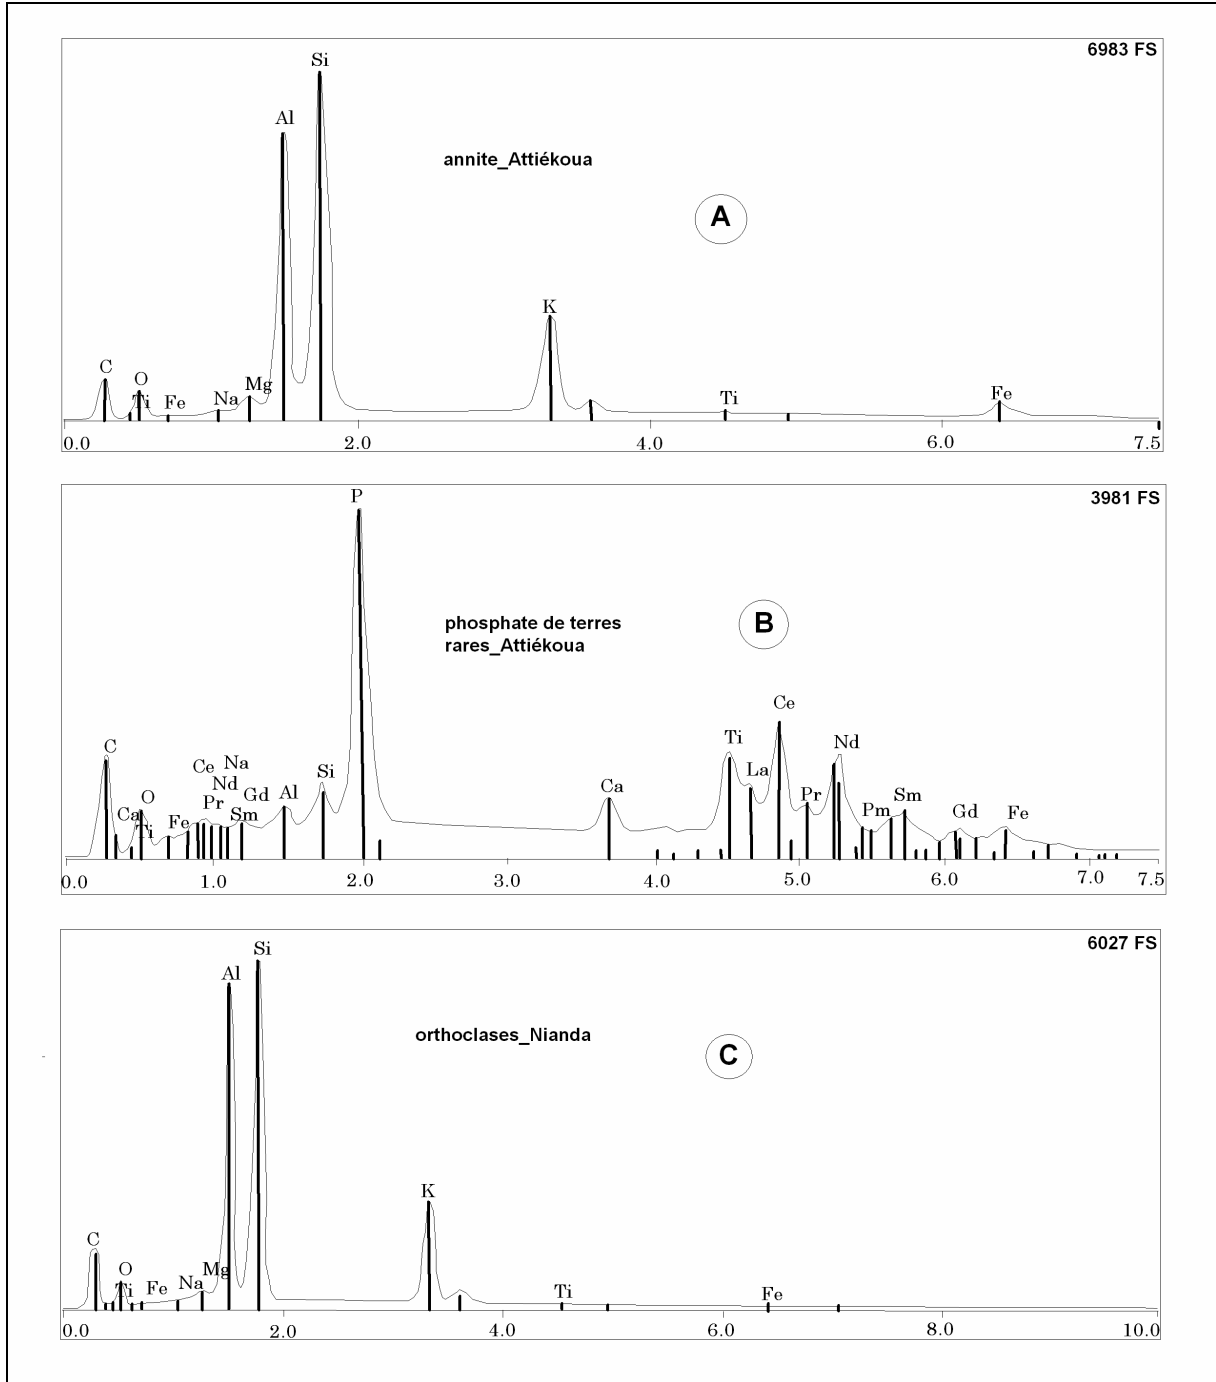 6983 FS
Si
Al
annite_Attiékoua
A
K
C
O
Mg
Ti Fe Na Ti Fe
0.0 2.0 4.0 6.0 7.5
3981 FS
P
phosphate de terres
rares_Attiékoua
B
Ce
C Ti Nd
Ce Na La
Nd Si Ca
O Pr Gd Al Pr
Ca Sm Pm Sm Gd Fe
Ti Fe
0.0 1.0 2.0 3.0 4.0 5.0 6.0 7.0 7.5
6027 FS
Si
Al
orthoclases_Nianda
C
K
C
O Mg
Ti Fe Na Ti Fe
0.0 2.0 4.0 6.0 8.0 10.0